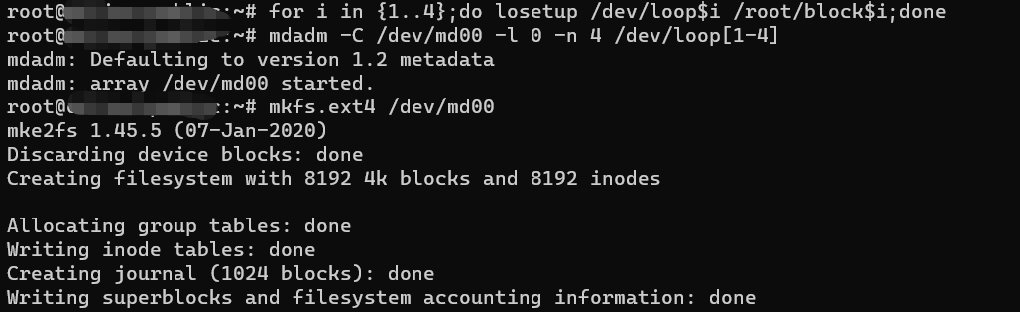 root@:~# for i in {1..4};do losetup /dev/loop$i /root/block$i;done
root@:~# mdadm -C /dev/md00 -l 0 -n 4 /dev/loop[1-4]
mdadm: Defaulting to version 1.2 metadata
mdadm: array /dev/md00 started.
root@:~# mkfs.ext4 /dev/md00
mke2fs 1.45.5 (07-Jan-2020)
Discarding device blocks: done
Creating filesystem with 8192 4k blocks and 8192 inodes
Allocating group tables: done
Writing inode tables: done
Creating journal (1024 blocks): done
Writing superblocks and filesystem accounting information: done